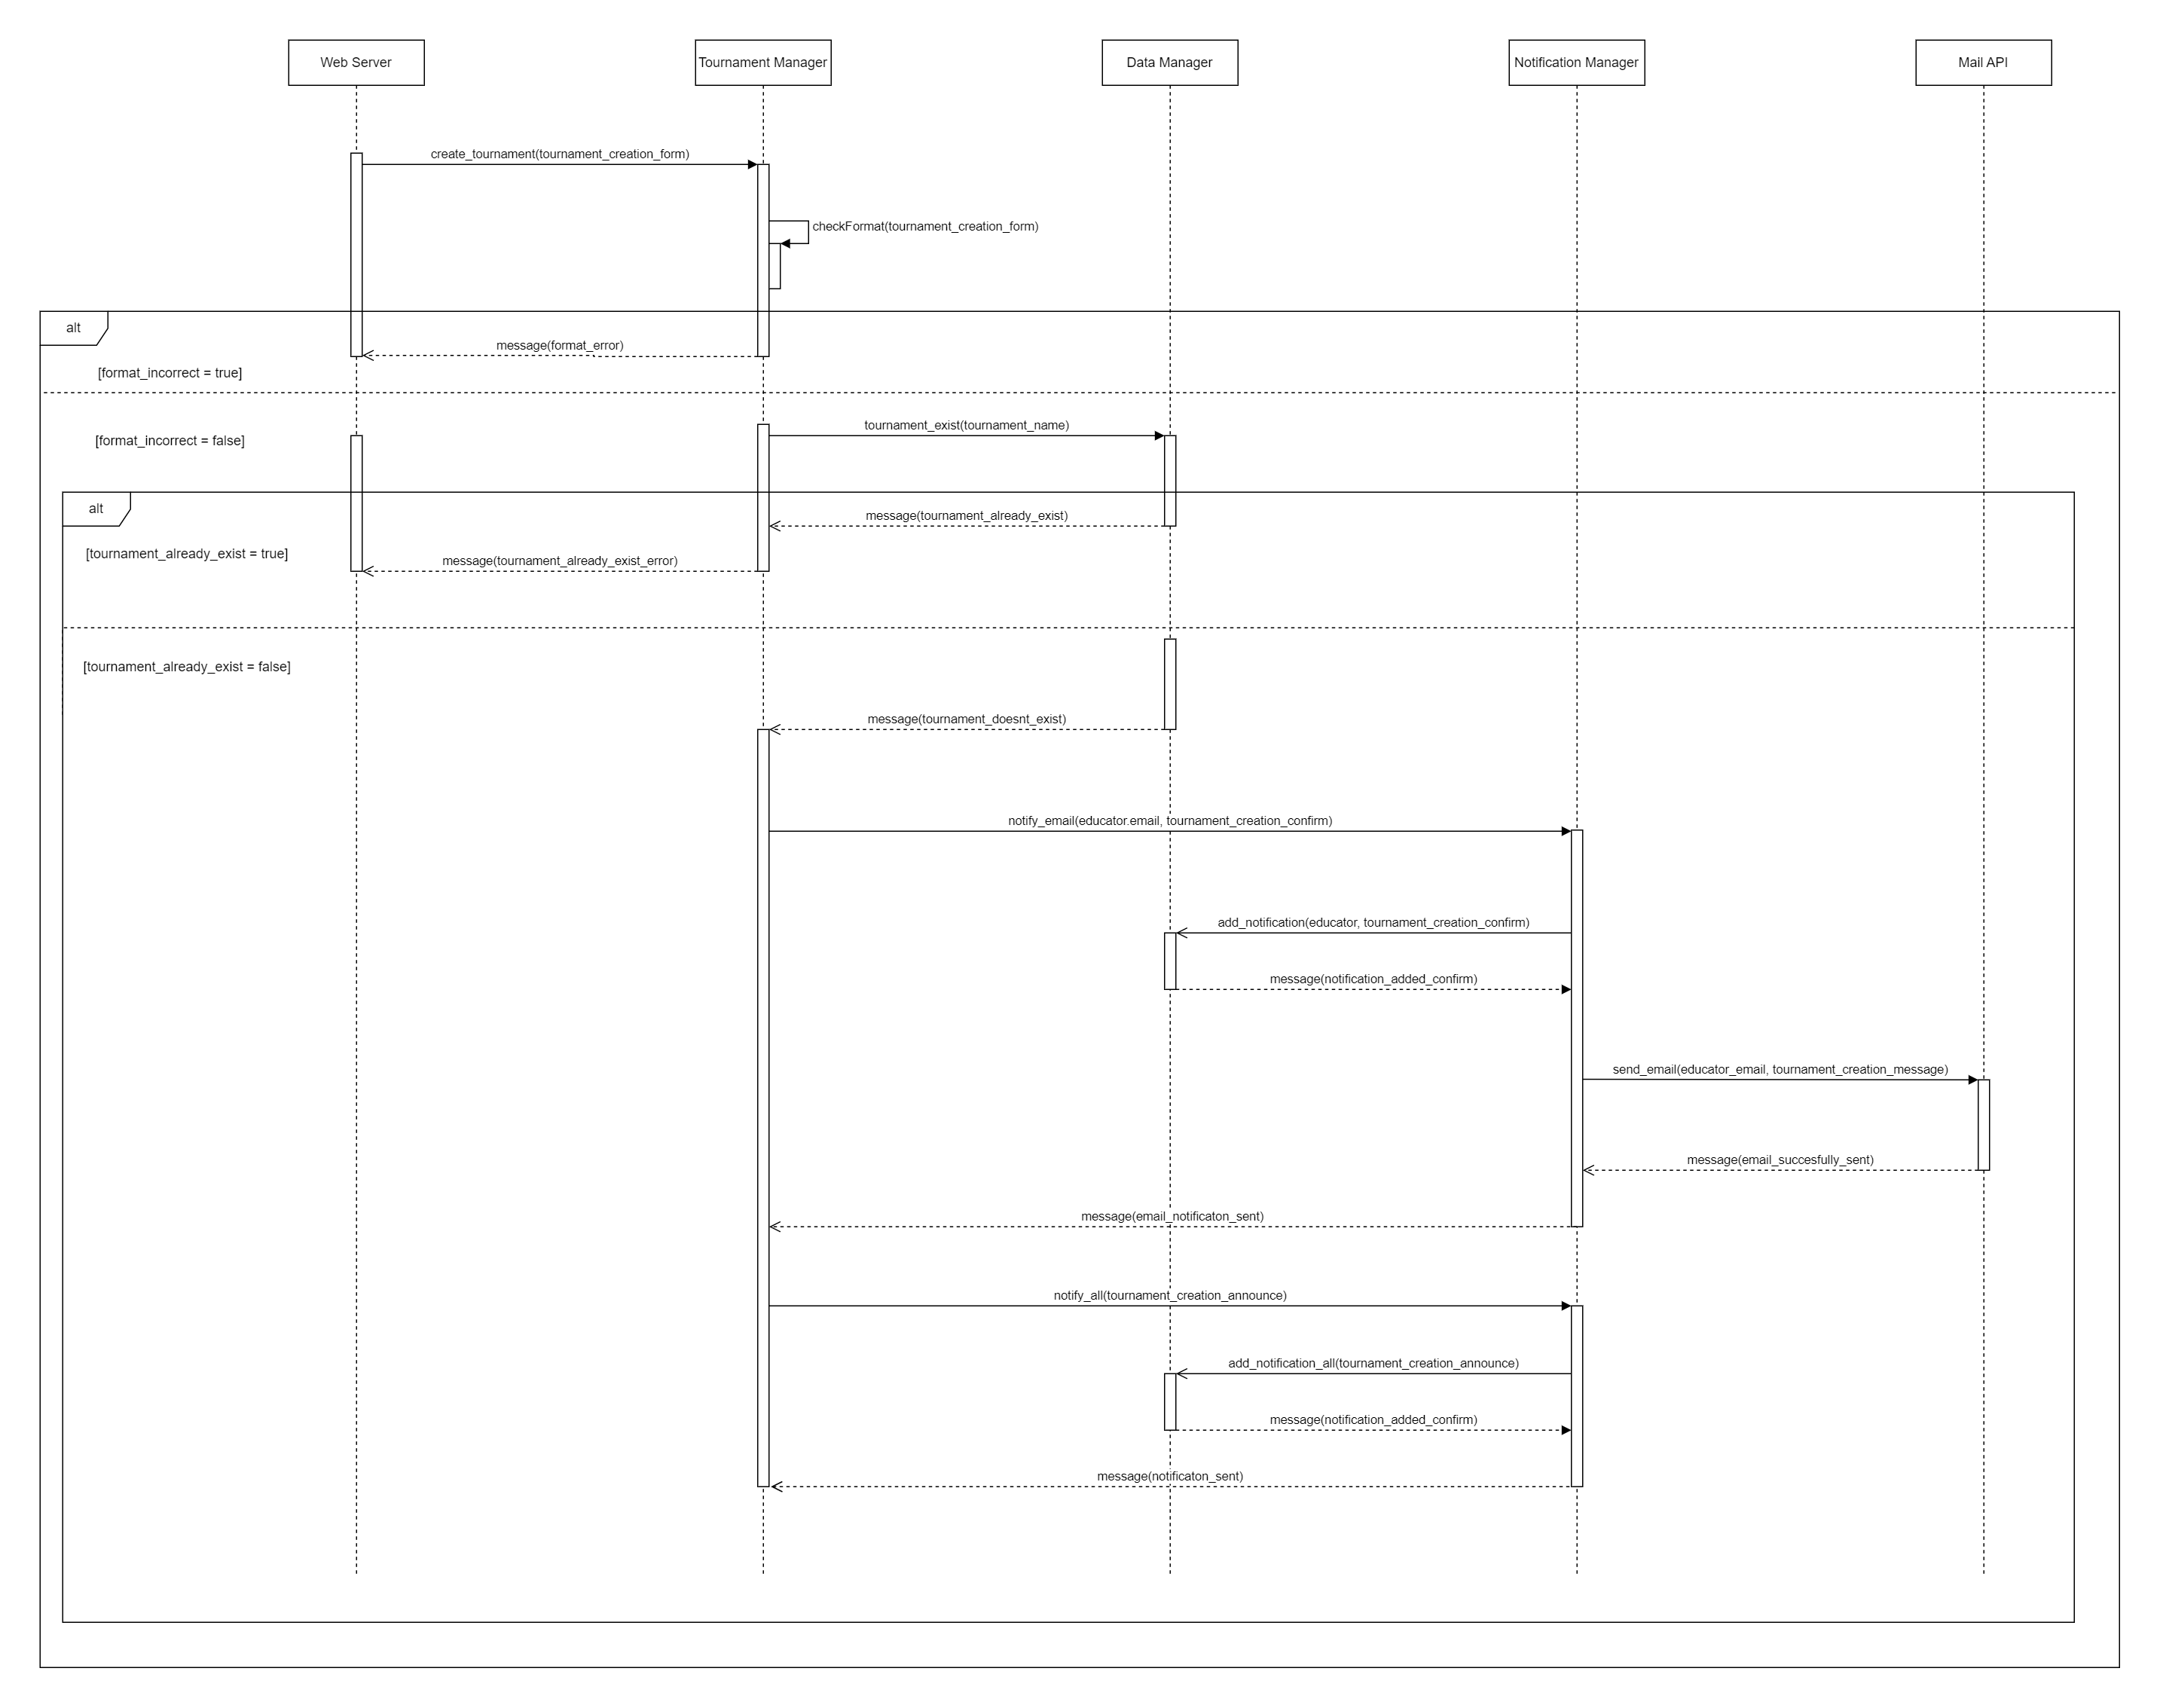 Web Server
Tournament Manager
Data Manager
Notification Manager
Mail API
create_tournament(tournament_creation_form)
checkFormat(tournament_creation_form)
alt
message(format_error)
[format_incorrect = true]
tournament_exist(tournament_name)
[format_incorrect = false]
alt
message(tournament_already_exist)
[tournament_already_exist = true]
message(tournament_already_exist_error)
[tournament_already_exist = false]
message(tournament_doesnt_exist)
notify_email(educator.email, tournament_creation_confirm)
add_notification(educator, tournament_creation_confirm)
message(notification_added_confirm)
send_email(educator_email, tournament_creation_message)
message(email_succesfully_sent)
message(email_notificaton_sent)
notify_all(tournament_creation_announce)
add_notification_all(tournament_creation_announce)
message(notification_added_confirm)
message(notificaton_sent)